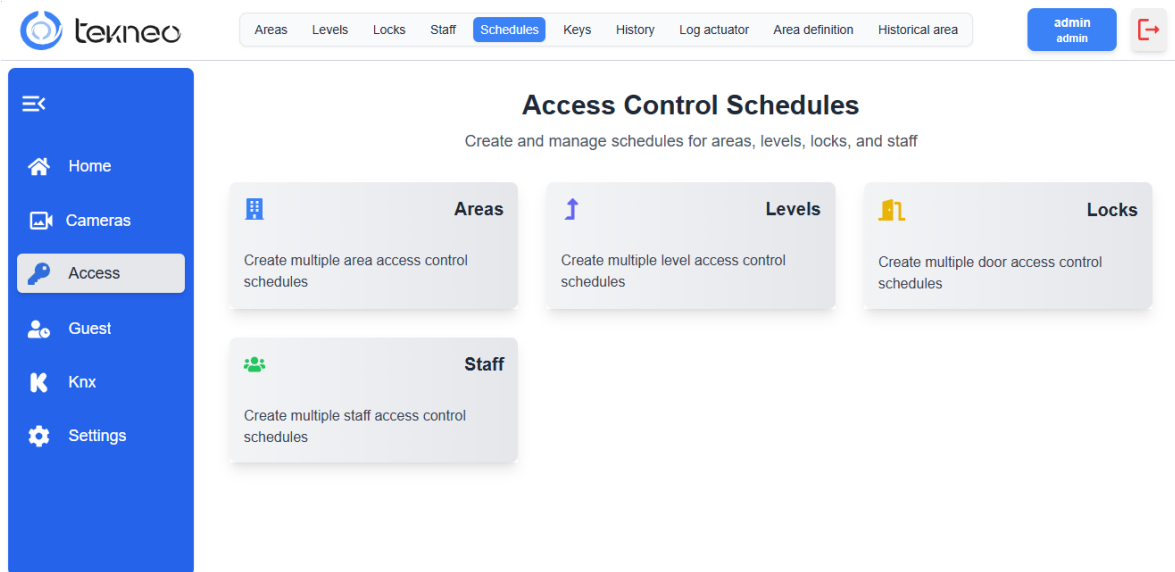 tekneo
Areas Levels Locks Staff Schedules Keys History Log actuator Area definition Historical area
admin
admin
Home
Cameras
Access
Guest
Knx
Settings
Access Control Schedules
Create and manage schedules for areas, levels, locks, and staff
Areas
Create multiple area access control
schedules
Levels
Create multiple level access control
schedules
Locks
Create multiple door access control
schedules
Staff
Create multiple staff access control
schedules